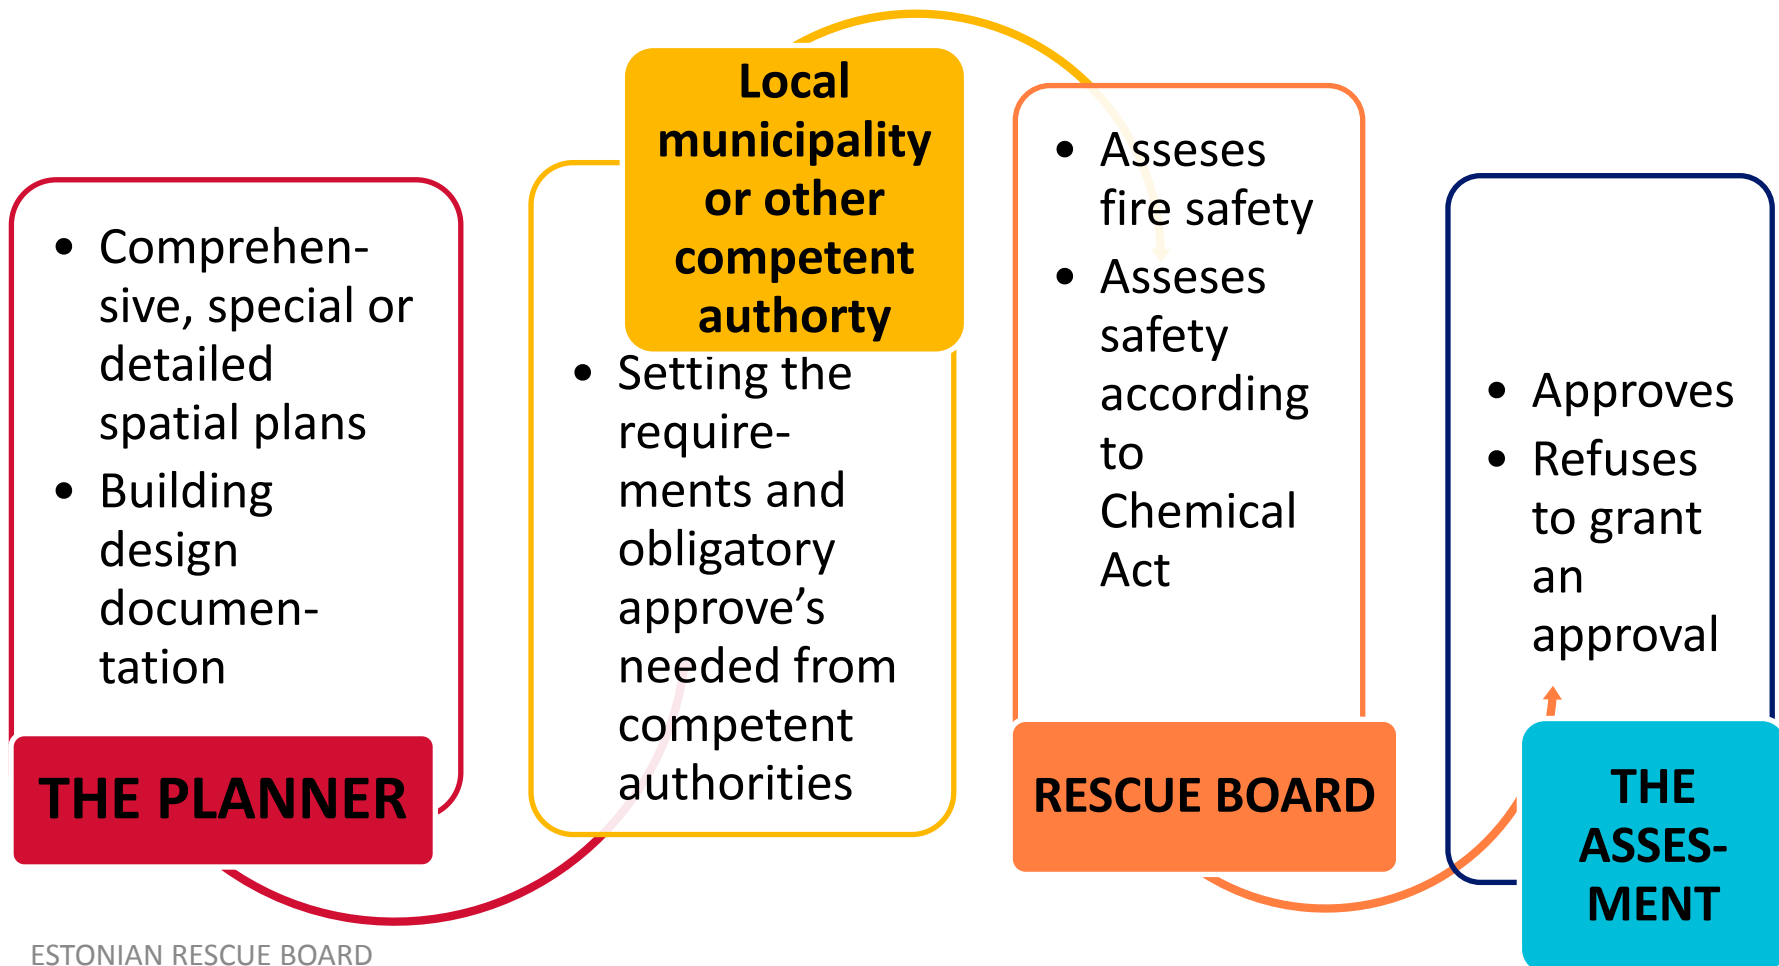 • Comprehen-
sive, special or
detailed
spatial plans
• Building
design
documen-
tation
THE PLANNER
Local
municipality
or other
competent
authorty
• Setting the
require-
ments and
obligatory
approve’s
needed from
competent
authorities
• Asseses
fire safety
• Asseses
safety
according
to
Chemical
Act
RESCUE BOARD
• Approves
• Refuses
to grant
an
approval
THE
ASSES-
MENT
ESTONIAN RESCUE BOARD